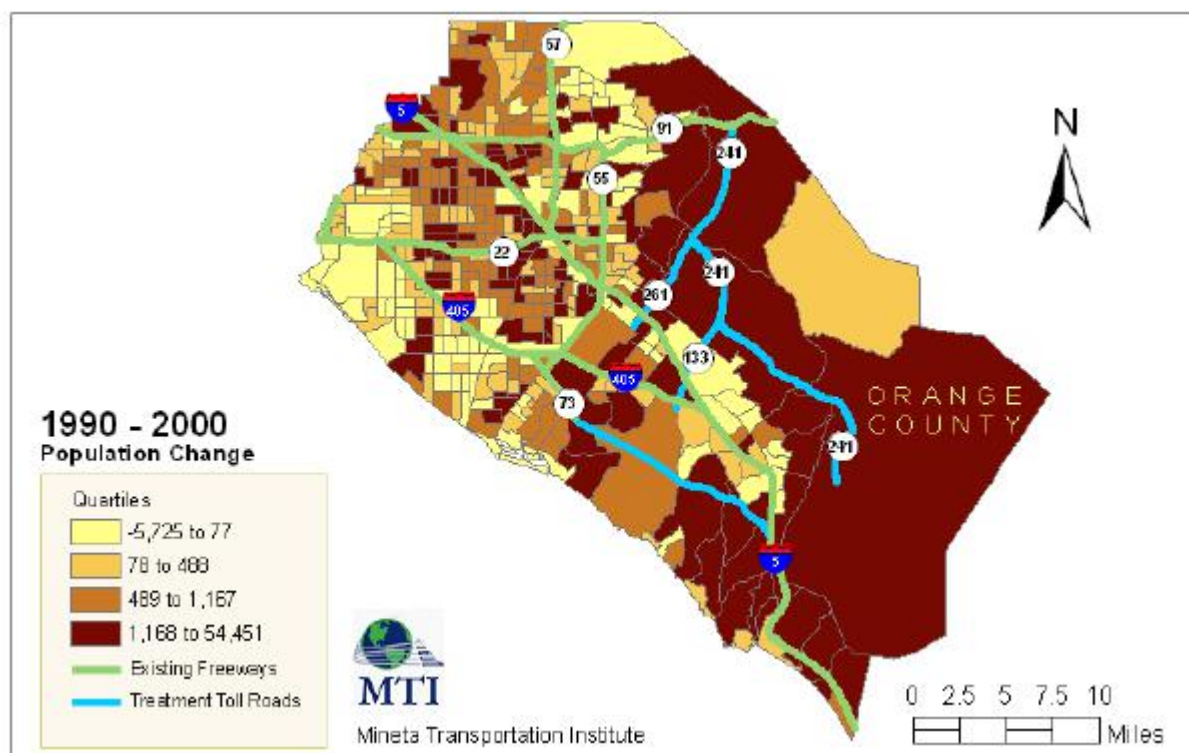 57
5
91
241
55
22
241
261
405
133
405
73
ORANGE
COUNTY
241
5
N
1990 - 2000
Population Change
Quartiles
-5,725 to 77
78 to 488
489 to 1,167
1,168 to 54,451
Existing Freeways
Treatment Toll Roads
MTI
Mineta Transportation Institute
0 2.5 5 7.5 10
Miles